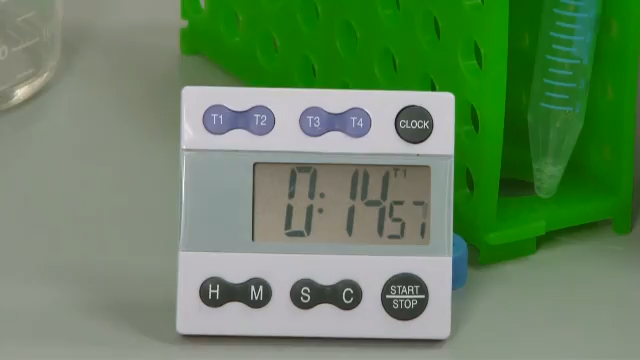 T1 T2 T3 T4 CLOCK
T1
0:14 57
H M S C START
STOP